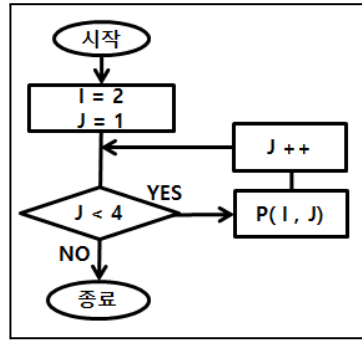 시작
I = 2
J = 1
J ++
J < 4
YES
P( I , J)
NO
종료